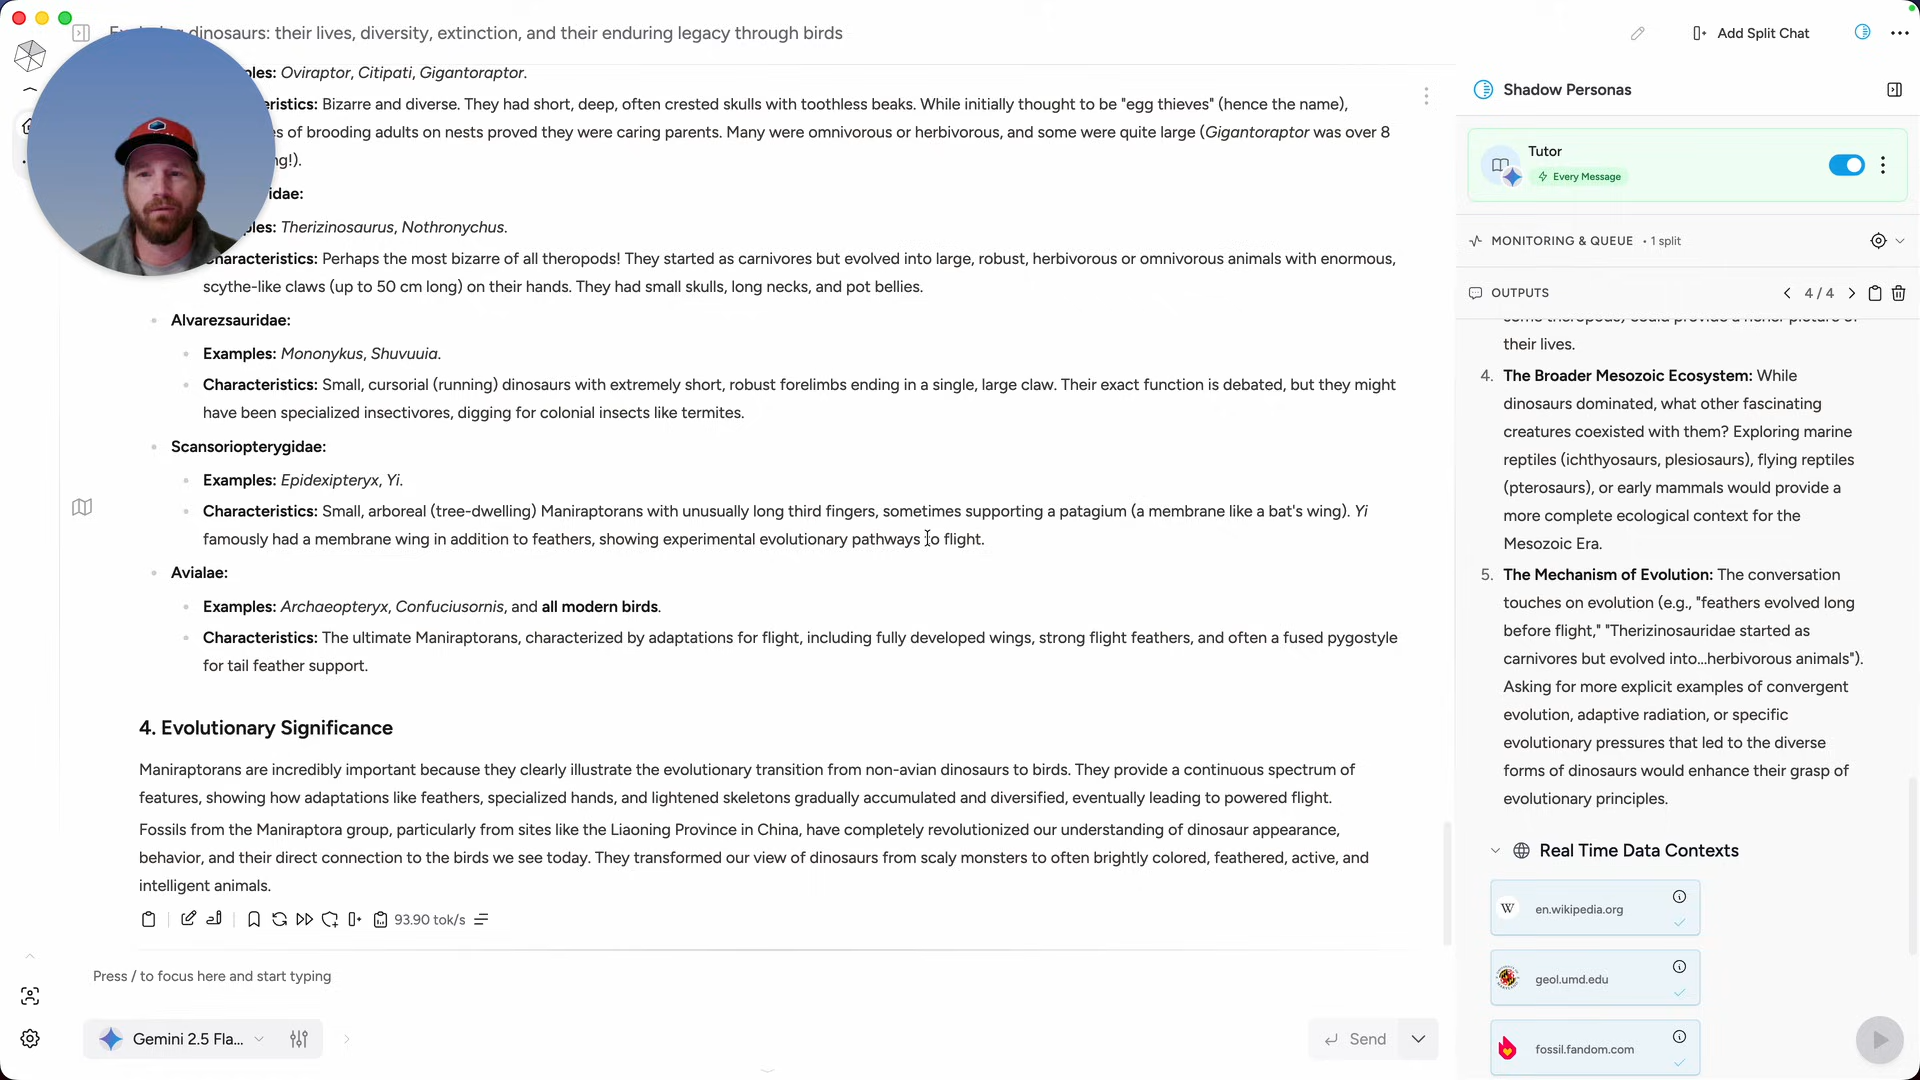 dinosaurs: their lives, diversity, extinction, and their enduring legacy through birds
Add Split Chat
Oviraptor, Citipati, Gigantoraptor.
Bizarre and diverse. They had short, deep, often crested skulls with toothless beaks. While initially thought to be "egg thieves" (hence the name),
of brooding adults on nests proved they were caring parents. Many were omnivorous or herbivorous, and some were quite large (Gigantoraptor was over 8
Therizinosaurus, Nothronychus.
Characteristics: Perhaps the most bizarre of all theropods! They started as carnivores but evolved into large, robust, herbivorous or omnivorous animals with enormous,
scythe-like claws (up to 50 cm long) on their hands. They had small skulls, long necks, and pot bellies.
Alvarezsauridae:
Examples: Mononykus, Shuvuuia.
Characteristics: Small, cursorial (running) dinosaurs with extremely short, robust forelimbs ending in a single, large claw. Their exact function is debated, but they might
have been specialized insectivores, digging for colonial insects like termites.
Scansoriopterygidae:
Examples: Epidexipteryx, Yi.
Characteristics: Small, arboreal (tree-dwelling) Maniraptorans with unusually long third fingers, sometimes supporting a patagium (a membrane like a bat's wing). Yi
famously had a membrane wing in addition to feathers, showing experimental evolutionary pathways to flight.
Avialae:
Examples: Archaeopteryx, Confuciusornis, and all modern birds.
Characteristics: The ultimate Maniraptorans, characterized by adaptations for flight, including fully developed wings, strong flight feathers, and often a fused pygostyle
for tail feather support.
4. Evolutionary Significance
Maniraptorans are incredibly important because they clearly illustrate the evolutionary transition from non-avian dinosaurs to birds. They provide a continuous spectrum of
features, showing how adaptations like feathers, specialized hands, and lightened skeletons gradually accumulated and diversified, eventually leading to powered flight.
Fossils from the Maniraptora group, particularly from sites like the Liaoning Province in China, have completely revolutionized our understanding of dinosaur appearance,
behavior, and their direct connection to the birds we see today. They transformed our view of dinosaurs from scaly monsters to often brightly colored, feathered, active, and
intelligent animals.
93.90 tok/s
Press / to focus here and start typing
Gemini 2.5 Fla...
Send
Shadow Personas
Tutor
Every Message
MONITORING & QUEUE • 1 split
OUTPUTS
4 / 4
their lives.
4. The Broader Mesozoic Ecosystem: While
dinosaurs dominated, what other fascinating
creatures coexisted with them? Exploring marine
reptiles (ichthyosaurs, plesiosaurs), flying reptiles
(pterosaurs), or early mammals would provide a
more complete ecological context for the
Mesozoic Era.
5. The Mechanism of Evolution: The conversation
touches on evolution (e.g., "feathers evolved long
before flight," "Therizinosauridae started as
carnivores but evolved into...herbivorous animals").
Asking for more explicit examples of convergent
evolution, adaptive radiation, or specific
evolutionary pressures that led to the diverse
forms of dinosaurs would enhance their grasp of
evolutionary principles.
Real Time Data Contexts
W
en.wikipedia.org
geol.umd.edu
fossil.fandom.com